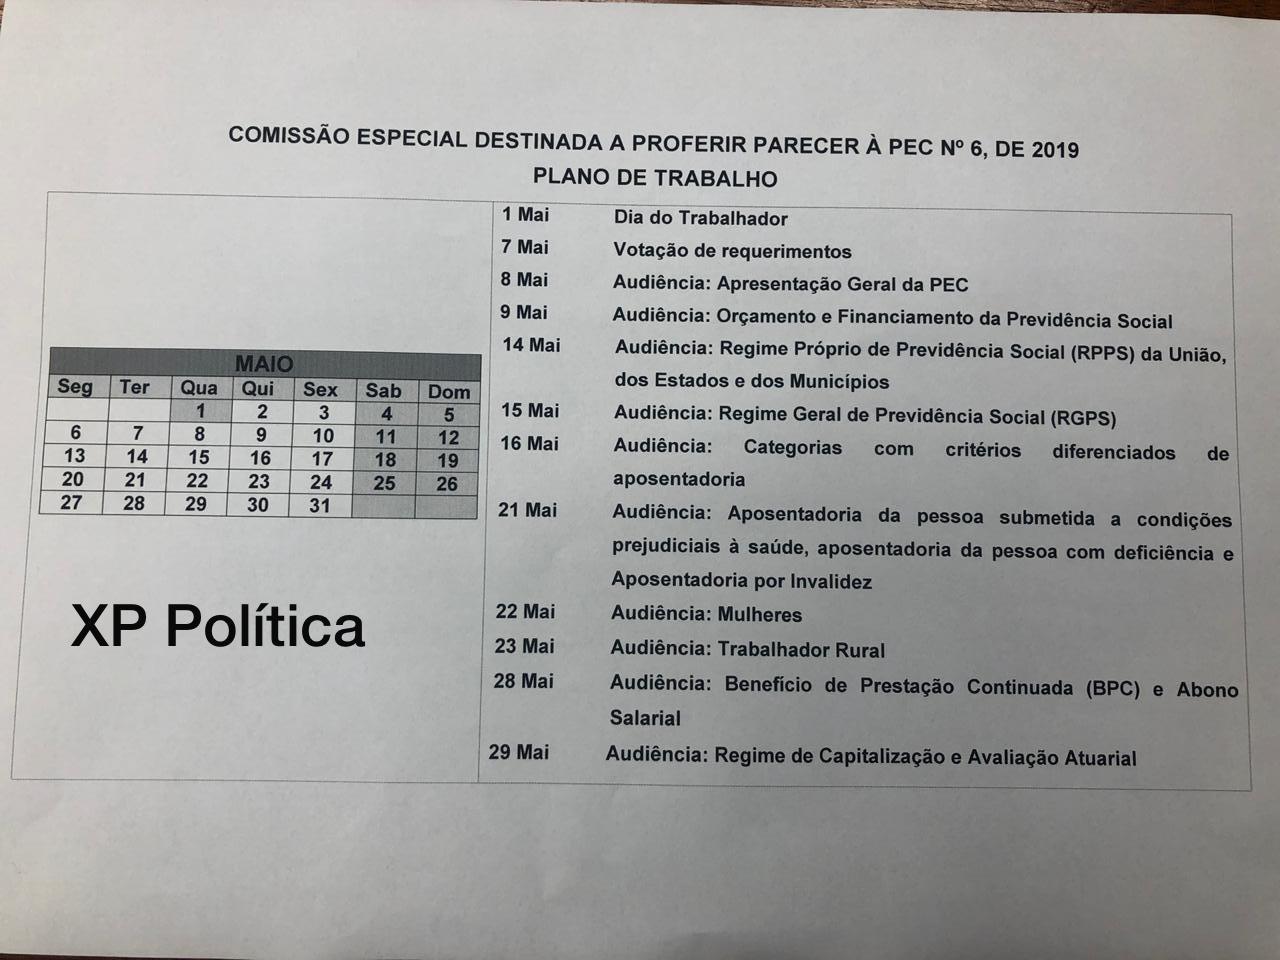 COMISSÃO ESPECIAL DESTINADA A PROFERIR PARECER À PEC Nº 6, DE 2019
PLANO DE TRABALHO
MAIO
Seg Ter Qua Qui Sex Sab Dom
1 2 3 4 5
6 7 8 9 10 11 12
13 14 15 16 17 18 19
20 21 22 23 24 25 26
27 28 29 30 31
XP Política
1 Mai Dia do Trabalhador
7 Mai Votação de requerimentos
8 Mai Audiência: Apresentação Geral da PEC
9 Mai Audiência: Orçamento e Financiamento da Previdência Social
14 Mai Audiência: Regime Próprio de Previdência Social (RPPS) da União,
dos Estados e dos Municípios
15 Mai Audiência: Regime Geral de Previdência Social (RGPS)
16 Mai Audiência: Categorias com critérios diferenciados de
aposentadoria
21 Mai Audiência: Aposentadoria da pessoa submetida a condições
prejudiciais à saúde, aposentadoria da pessoa com deficiência e
Aposentadoria por Invalidez
22 Mai Audiência: Mulheres
23 Mai Audiência: Trabalhador Rural
28 Mai Audiência: Benefício de Prestação Continuada (BPC) e Abono
Salarial
29 Mai Audiência: Regime de Capitalização e Avaliação Atuarial